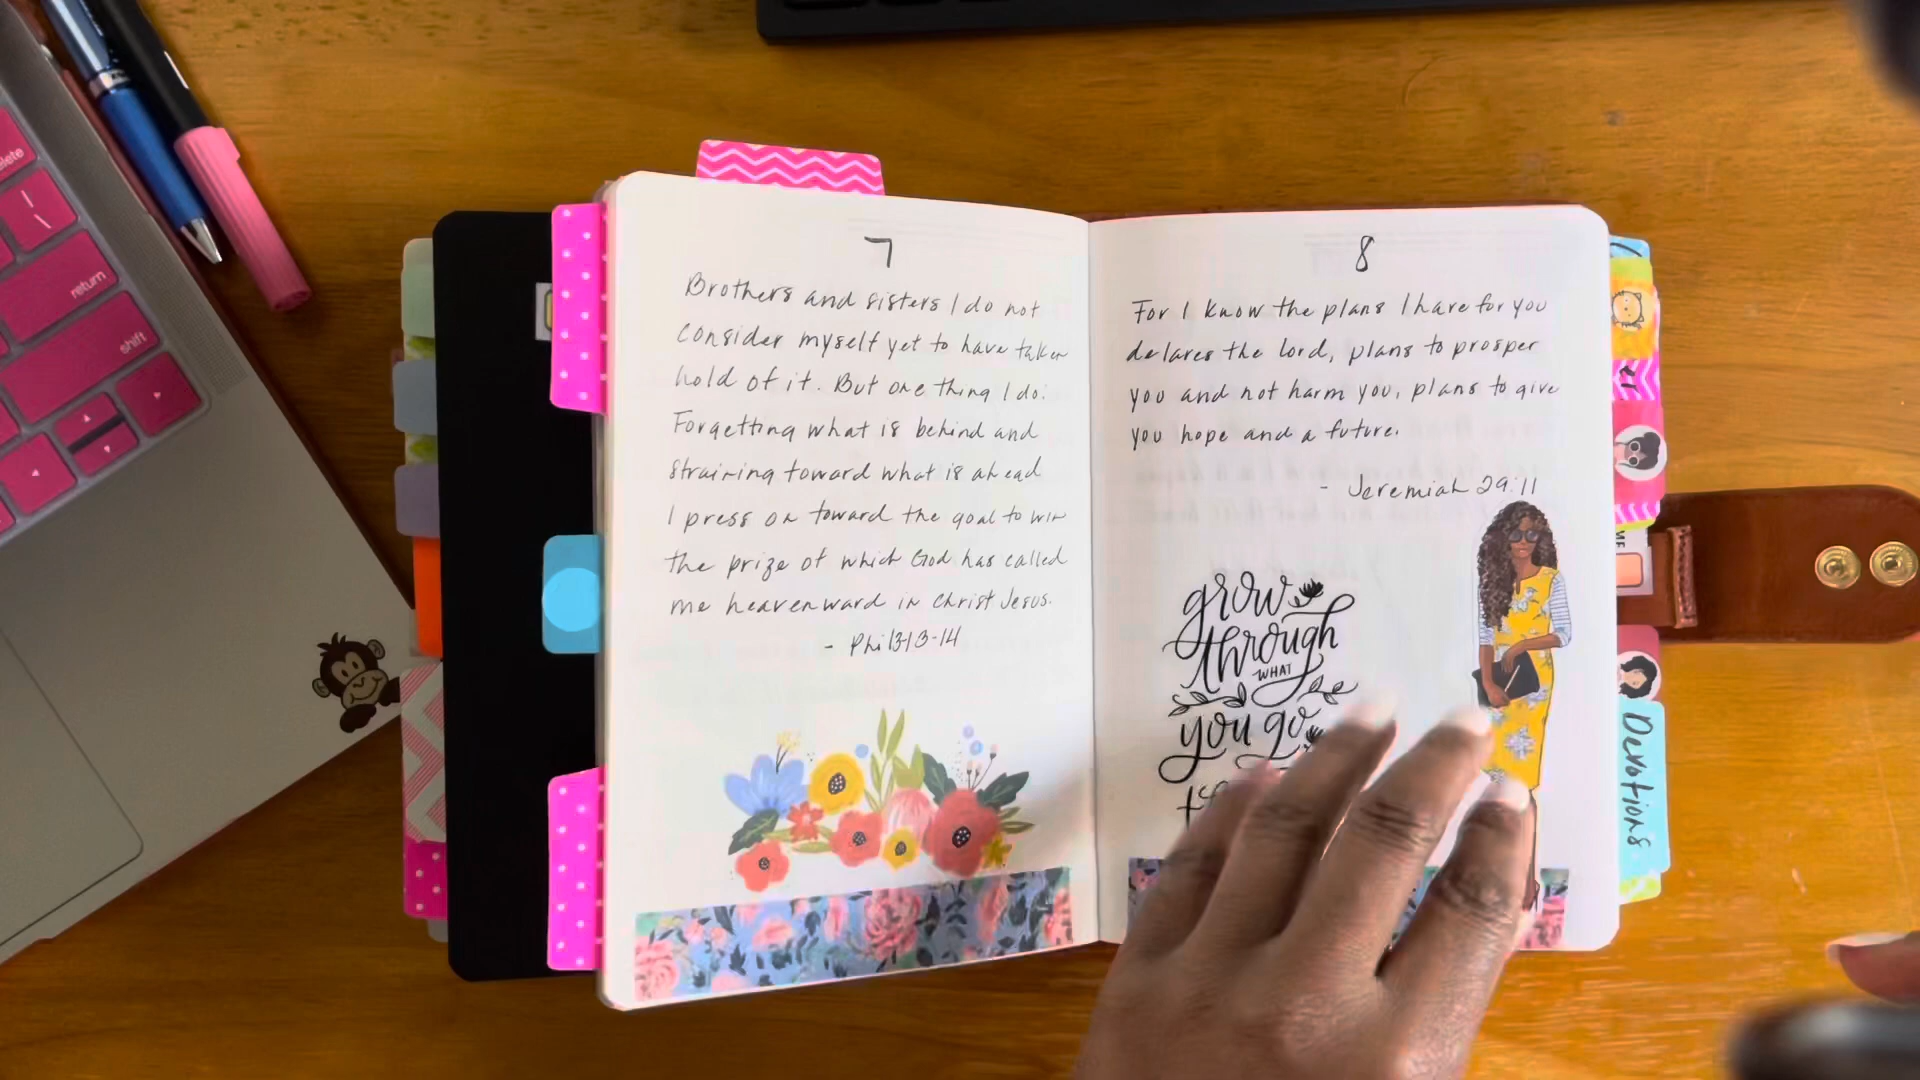 delete
return
shift
7
Brothers and sisters I do not
consider myself yet to have taken
hold of it. But one thing I do:
Forgetting what is behind and
straining toward what is ahead
I press on toward the goal to win
the prize of which God has called
me heavenward in Christ Jesus.
- Phil 3:13-14
8
For I know the plans I have for you
delares the lord, plans to prosper
you and not harm you, plans to give
you hope and a future.
- Jeremiah 29:11
grow
through
WHAT
you go
Devotions